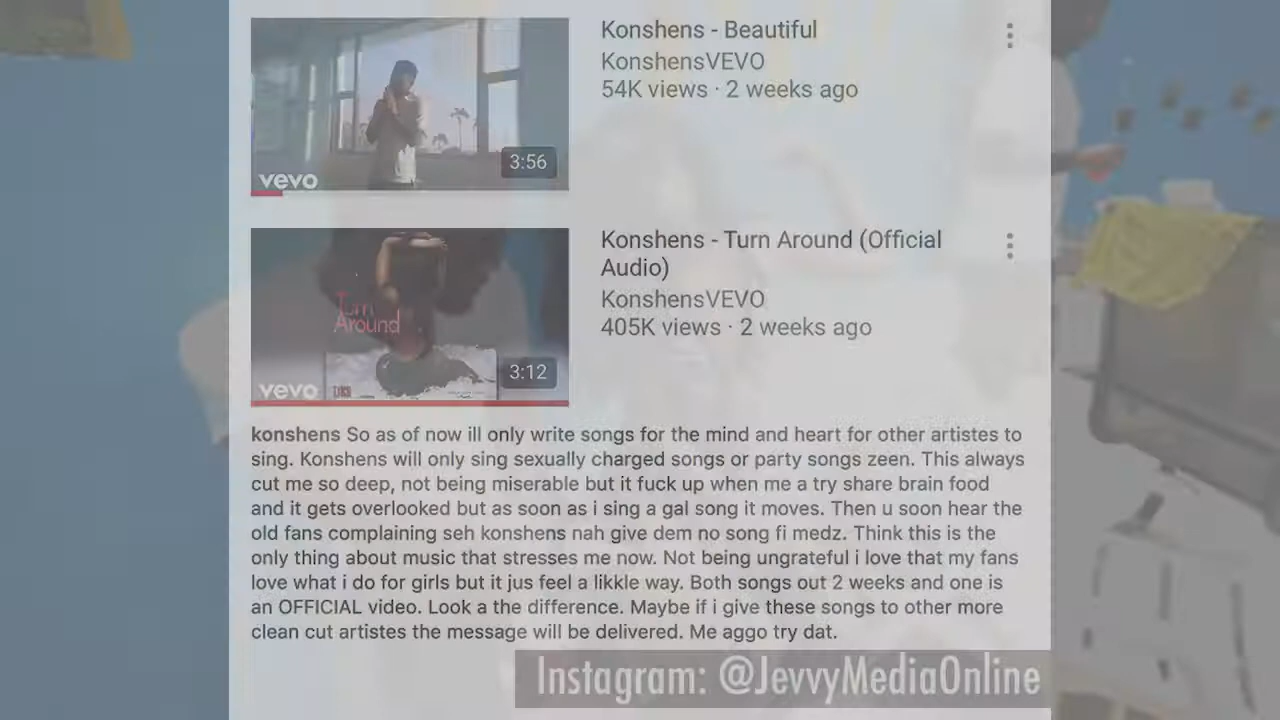 Konshens - Beautiful
KonshensVEVO
54K views · 2 weeks ago
3:56
vevo
Konshens - Turn Around (Official
Audio)
KonshensVEVO
405K views · 2 weeks ago
Turn
Around
3:12
vevo
konshens So as of now ill only write songs for the mind and heart for other artistes to
sing. Konshens will only sing sexually charged songs or party songs zeen. This always
cut me so deep, not being miserable but it fuck up when me a try share brain food
and it gets overlooked but as soon as i sing a gal song it moves. Then u soon hear the
old fans complaining seh konshens nah give dem no song fi medz. Think this is the
only thing about music that stresses me now. Not being ungrateful i love that my fans
love what i do for girls but it jus feel a likkle way. Both songs out 2 weeks and one is
an OFFICIAL video. Look a the difference. Maybe if i give these songs to other more
clean cut artistes the message will be delivered. Me aggo try dat.
Instagram: @JevvyMediaOnline